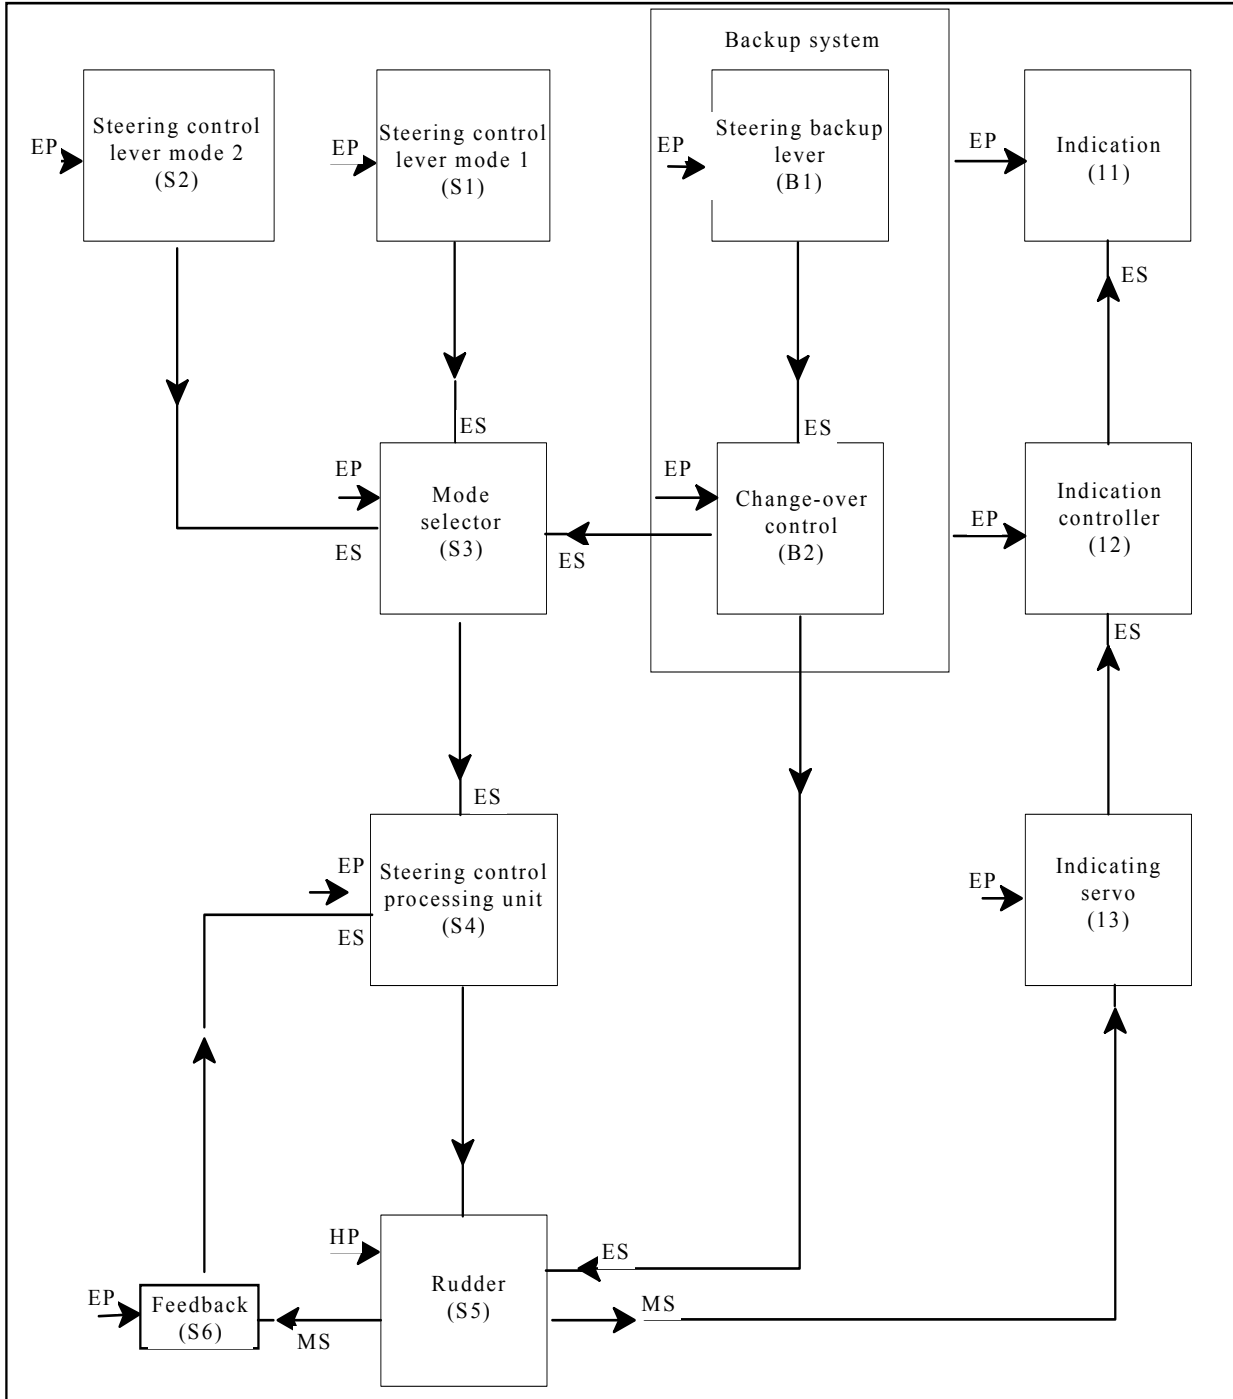 Backup system
Steering control
lever mode 2
(S2)
EP
Steering control
lever mode 1
(S1)
EP
Steering backup
lever
(B1)
EP
Indication
(11)
EP
ES
ES
ES
Mode
selector
(S3)
EP
ES
ES
Change-over
control
(B2)
EP
Indication
controller
(12)
EP
ES
ES
Steering control
processing unit
(S4)
EP
ES
Indicating
servo
(13)
EP
HP
Rudder
(S5)
ES
MS
EP
Feedback
(S6)
MS